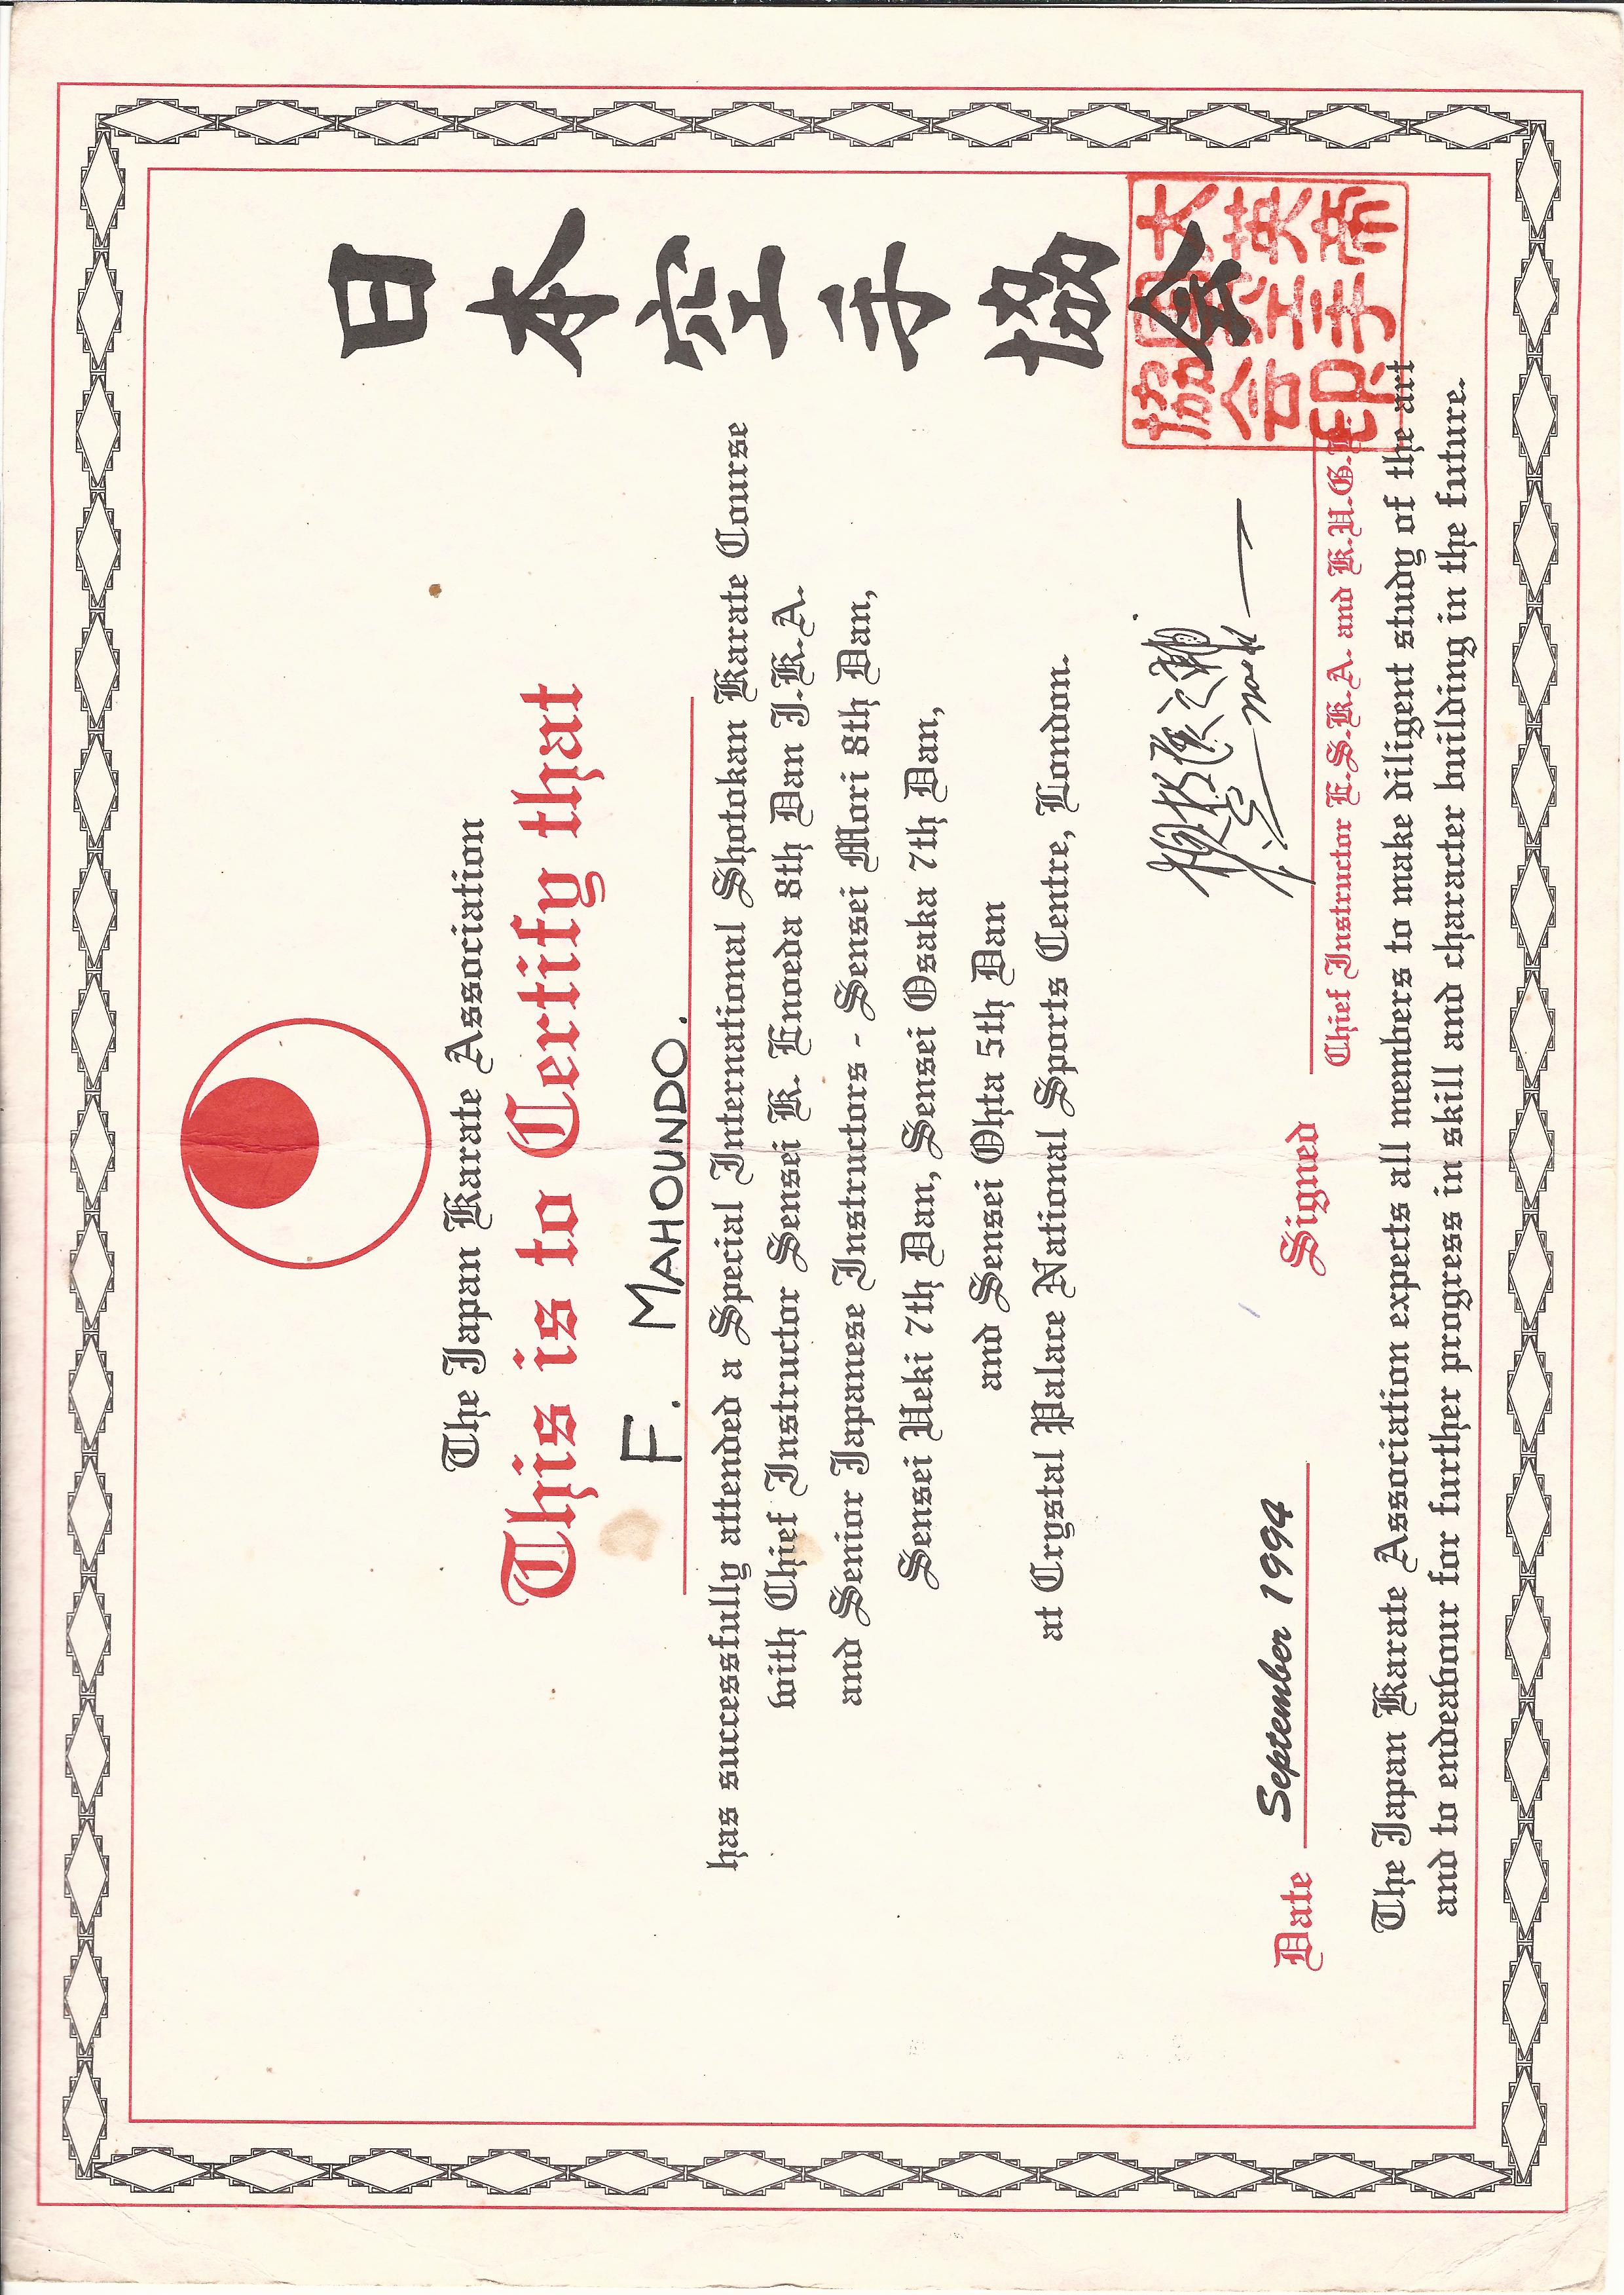 The Japan Karate Association
This is to Certify that
F. MAHOUNDO.
has successfully attended a Special International Shotokan Karate Course
with Chief Instructor Sensei K. Enoeda 8th Dan J.K.A.
and Senior Japanese Instructors - Sensei Mori 8th Dan,
Sensei Ueki 7th Dan, Sensei Osaka 7th Dan,
and Sensei Ohta 5th Dan
at Crystal Palace National Sports Centre, London.
日本空手協会
Date September 1994
Signed
Chief Instructor E.S.K.A. and K.U.G.B.
大英帝
国空手
協会印
The Japan Karate Association expects all members to make diligent study of the art
and to endeavour for further progress in skill and character building in the future.